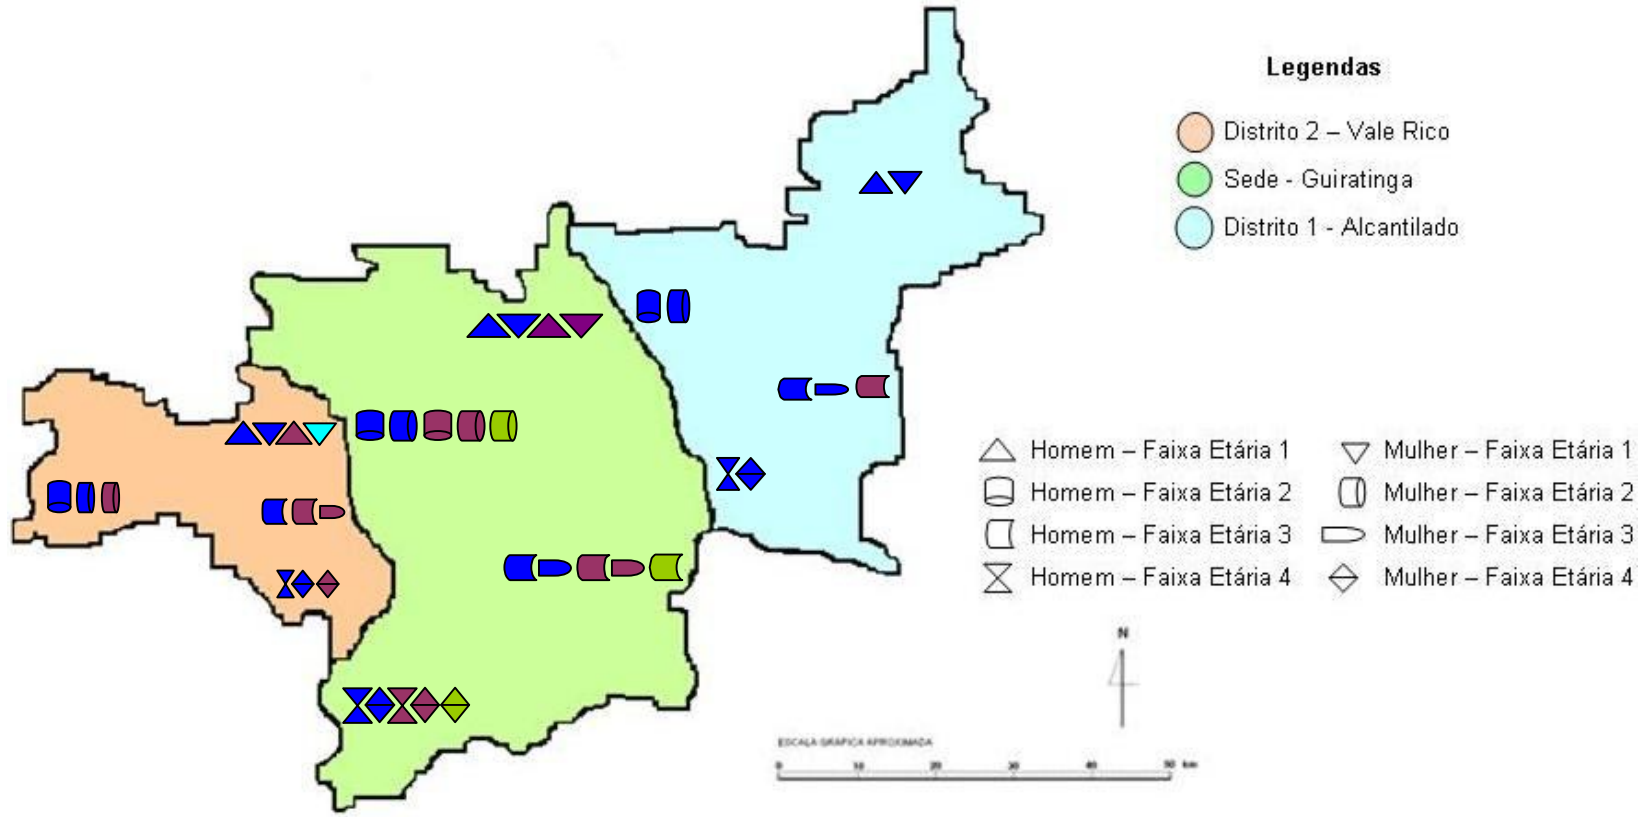 Legendas
Distrito 2 – Vale Rico
Sede - Guiratinga
Distrito 1 - Alcantilado
Homem – Faixa Etária 1
Mulher – Faixa Etária 1
Homem – Faixa Etária 2
Mulher – Faixa Etária 2
Homem – Faixa Etária 3
Mulher – Faixa Etária 3
Homem – Faixa Etária 4
Mulher – Faixa Etária 4
N
ESCALA GRÁFICA APROXIMADA
0 10 20 30 40 50 km